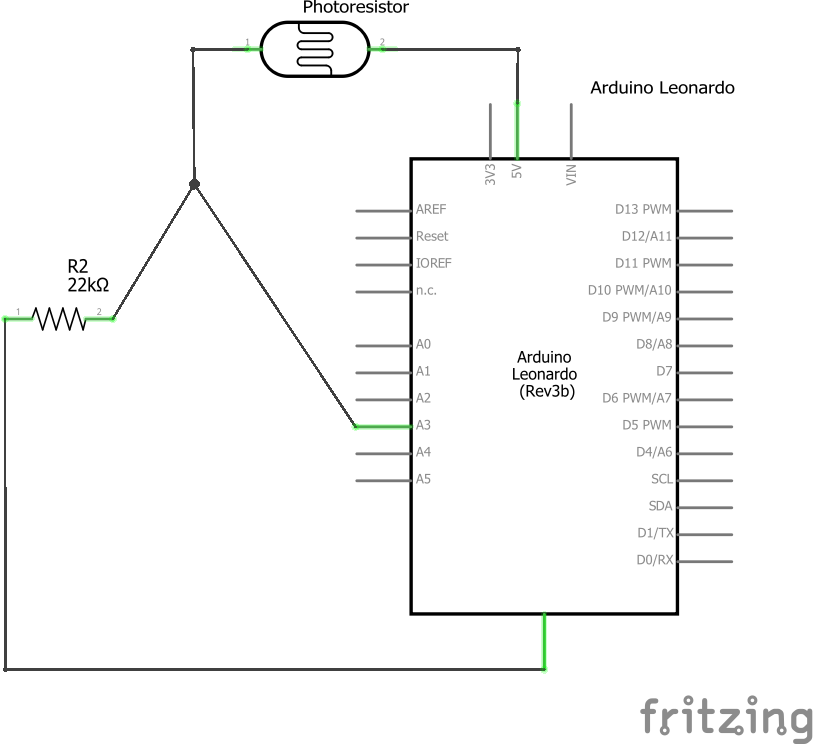 Photoresistor
1
2
Arduino Leonardo
3V3
5V
VIN
AREF
Reset
IOREF
n.c.
A0
A1
A2
A3
A4
A5
D13 PWM
D12/A11
D11 PWM
D10 PWM/A10
D9 PWM/A9
D8/A8
D7
D6 PWM/A7
D5 PWM
D4/A6
SCL
SDA
D1/TX
D0/RX
Arduino
Leonardo
(Rev3b)
R2
22kΩ
1
2
fritzing